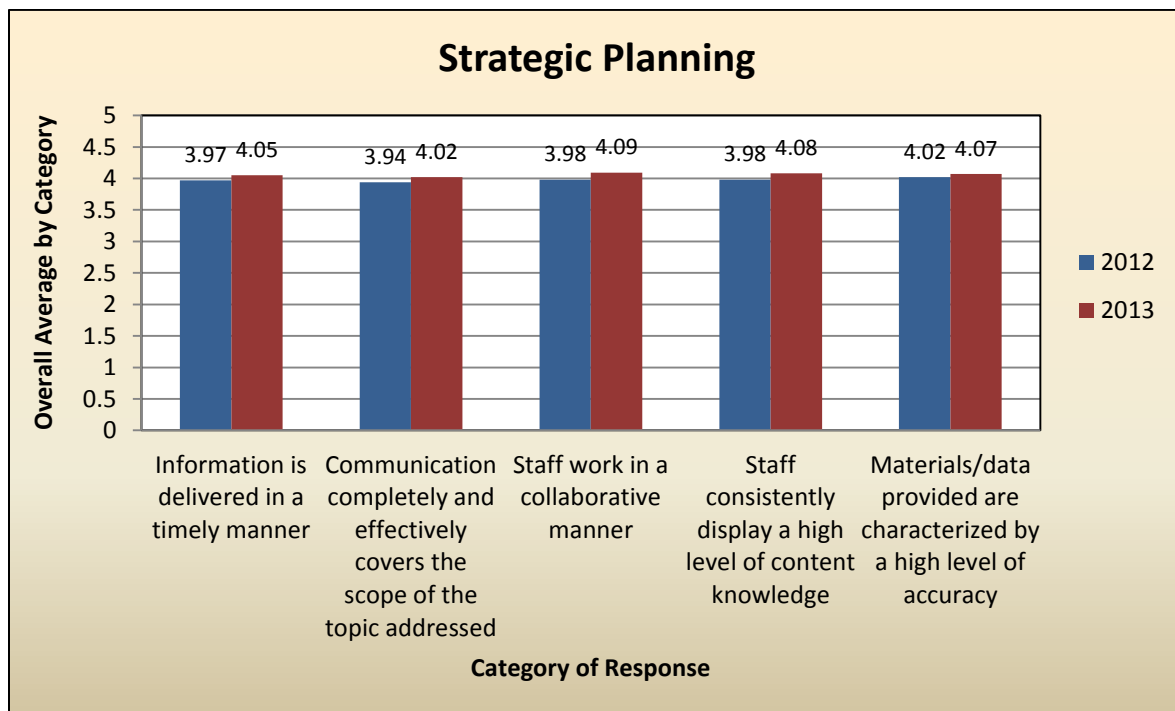 Strategic Planning
Overall Average by Category
5
4.5
4
3.5
3
2.5
2
1.5
1
0.5
0
3.97 4.05
3.94 4.02
3.98 4.09
3.98 4.08
4.02 4.07
2012
2013
Information is
delivered in a
timely manner
Communication
completely and
effectively
covers the
scope of the
topic addressed
Staff work in a
collaborative
manner
Staff
consistently
display a high
level of content
knowledge
Materials/data
provided are
characterized by
a high level of
accuracy
Category of Response